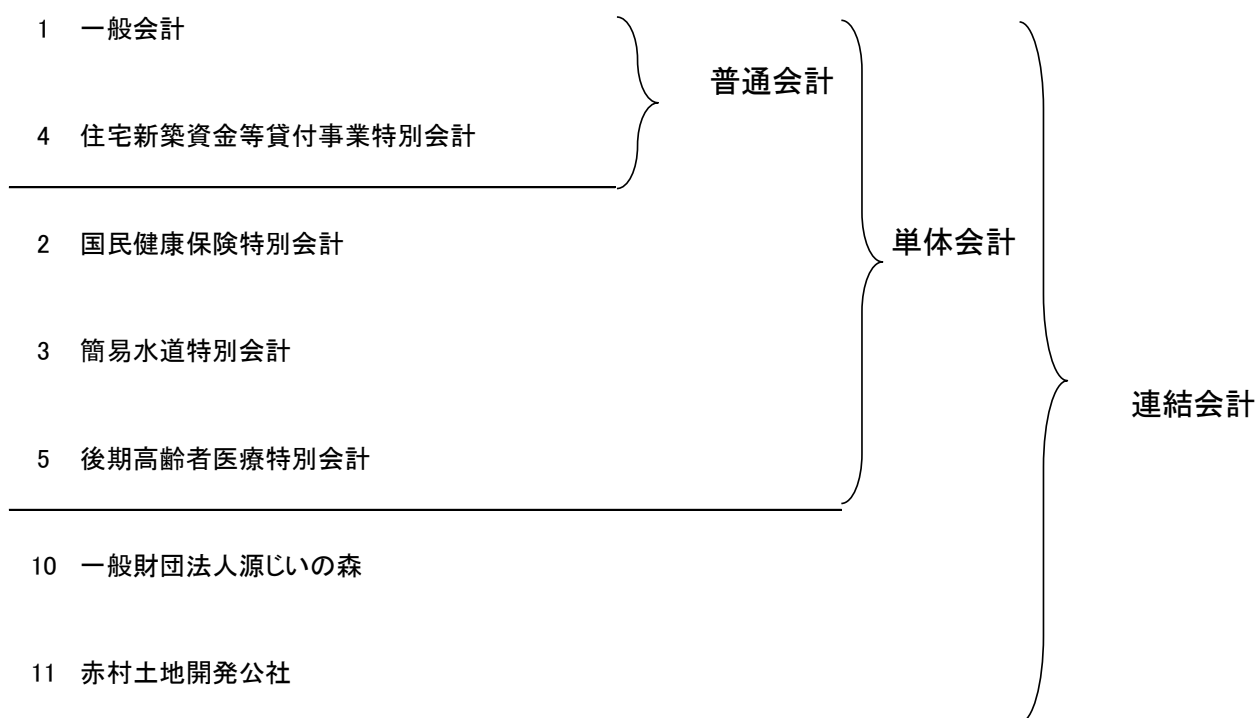 1 一般会計
普通会計
4 住宅新築資金等貸付事業特別会計
2 国民健康保険特別会計
単体会計
3 簡易水道特別会計
連結会計
5 後期高齢者医療特別会計
10 一般財団法人源じいの森
11 赤村土地開発公社